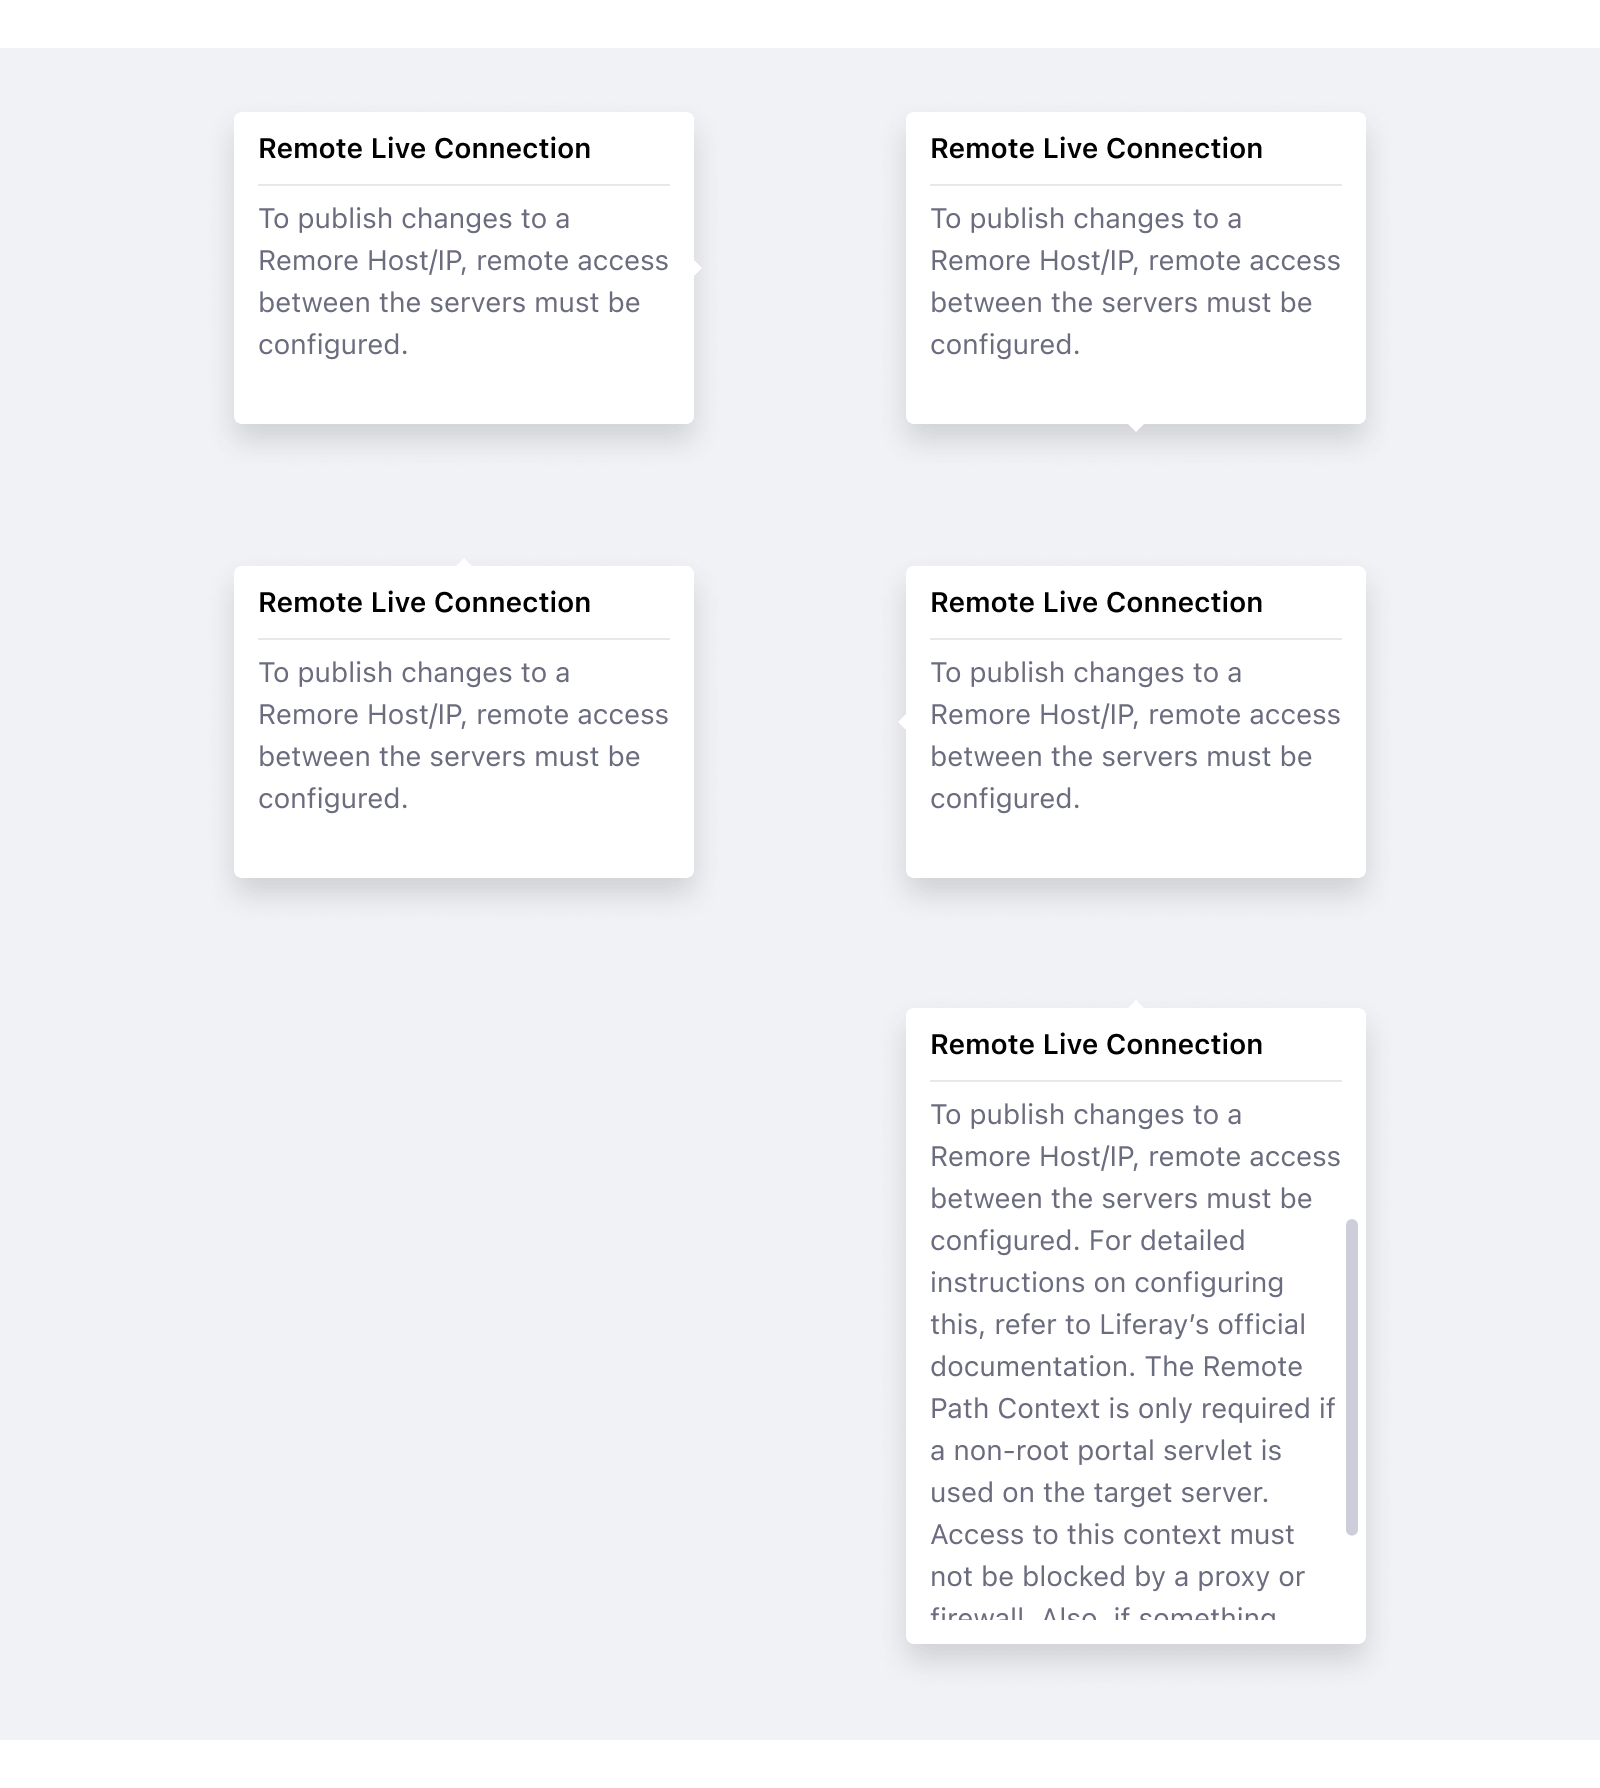 Remote Live Connection
To publish changes to a
Remore Host/IP, remote access
between the servers must be
configured.
Remote Live Connection
To publish changes to a
Remore Host/IP, remote access
between the servers must be
configured.
Remote Live Connection
To publish changes to a
Remore Host/IP, remote access
between the servers must be
configured.
Remote Live Connection
To publish changes to a
Remore Host/IP, remote access
between the servers must be
configured.
Remote Live Connection
To publish changes to a
Remore Host/IP, remote access
between the servers must be
configured. For detailed
instructions on configuring
this, refer to Liferay’s official
documentation. The Remote
Path Context is only required if
a non-root portal servlet is
used on the target server.
Access to this context must
not be blocked by a proxy or
firewall. Also, if something